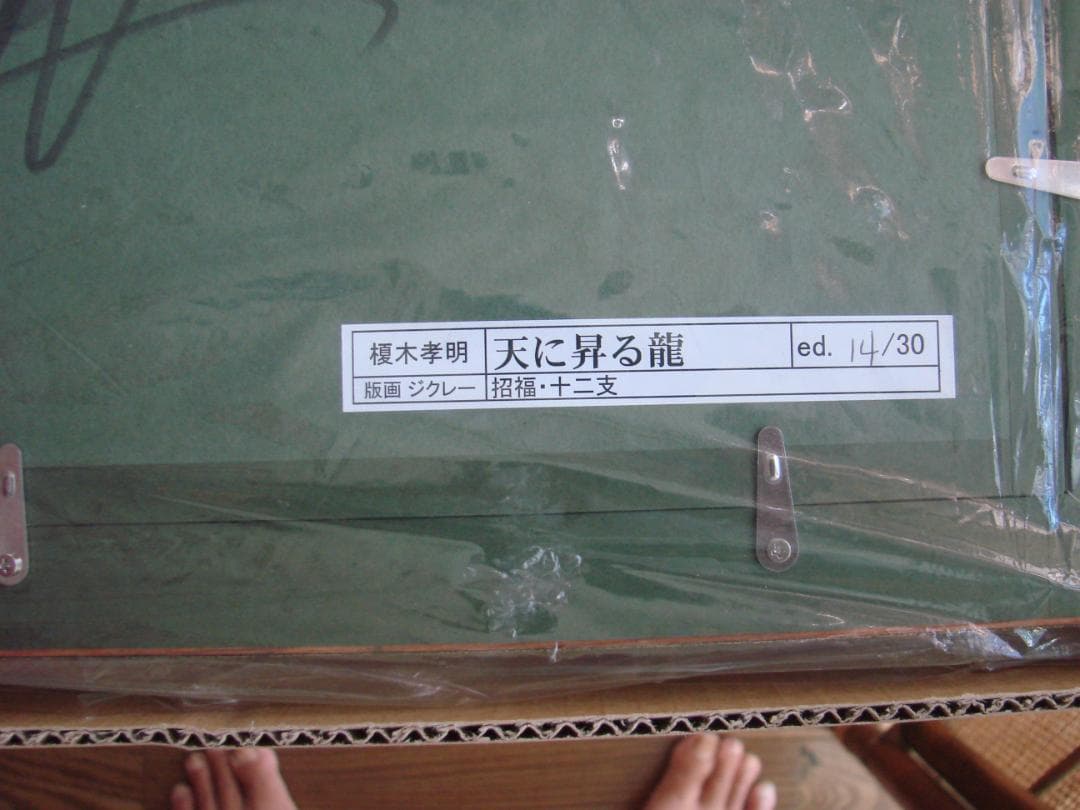 榎木孝明 天に昇る龍 ed. 14/30
版画 ジクレー 招福・十二支